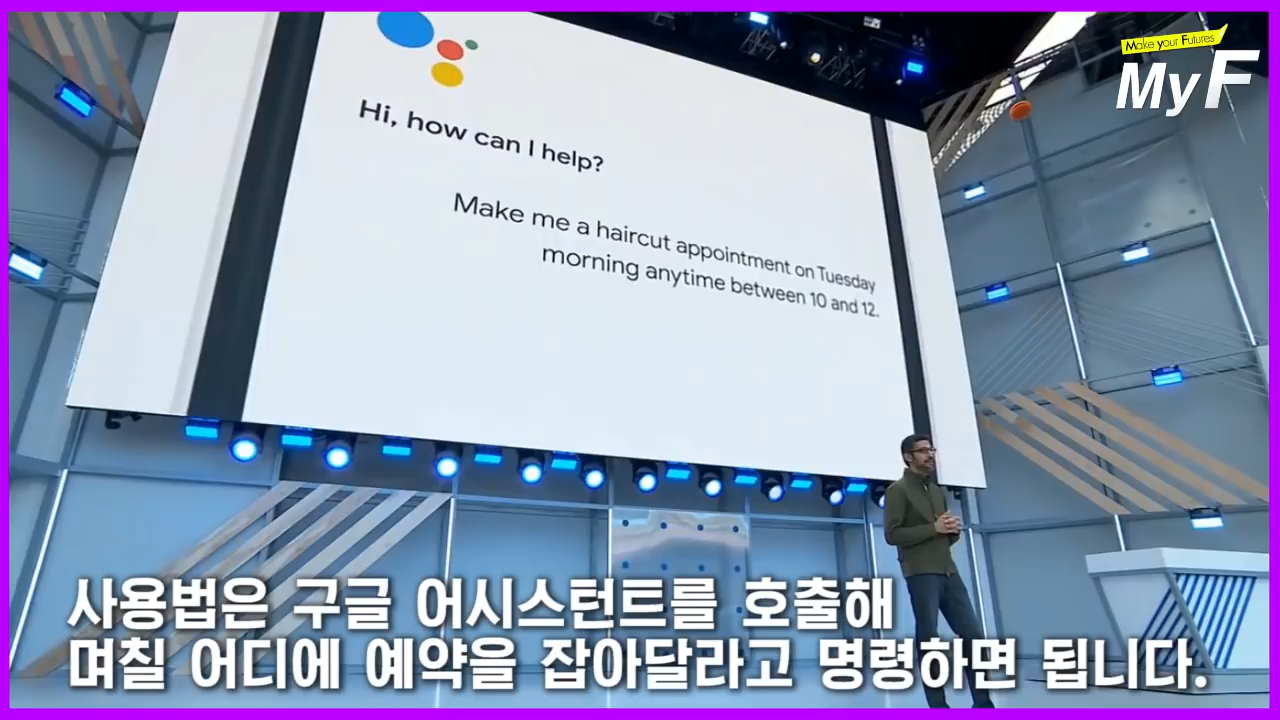 Make your Futures
MyF
Hi, how can I help?
Make me a haircut appointment on Tuesday
morning anytime between 10 and 12.
사용법은 구글 어시스턴트를 호출해
며칠 어디에 예약을 잡아달라고 명령하면 됩니다.